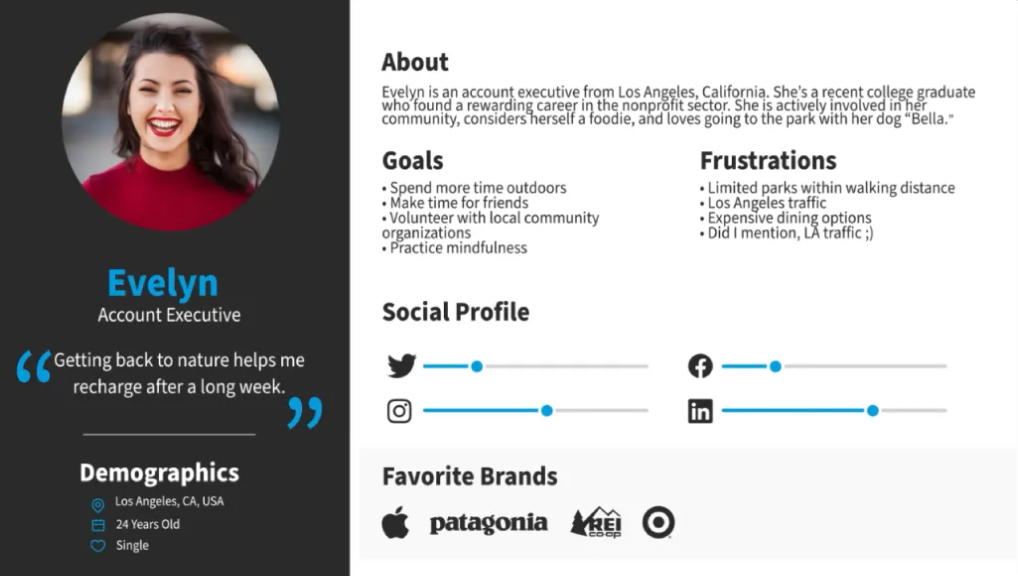 Evelyn
Account Executive
“Getting back to nature helps me
recharge after a long week.”
Demographics
Los Angeles, CA, USA
24 Years Old
Single
About
Evelyn is an account executive from Los Angeles, California. She's a recent college graduate
who found a rewarding career in the nonprofit sector. She is actively involved in her
community, considers herself a foodie, and loves going to the park with her dog “Bella.”
Goals
• Spend more time outdoors
• Make time for friends
• Volunteer with local community
organizations
• Practice mindfulness
Frustrations
• Limited parks within walking distance
• Los Angeles traffic
• Expensive dining options
• Did I mention, LA traffic ;)
Social Profile
in
Favorite Brands
patagonia
REI
co-op